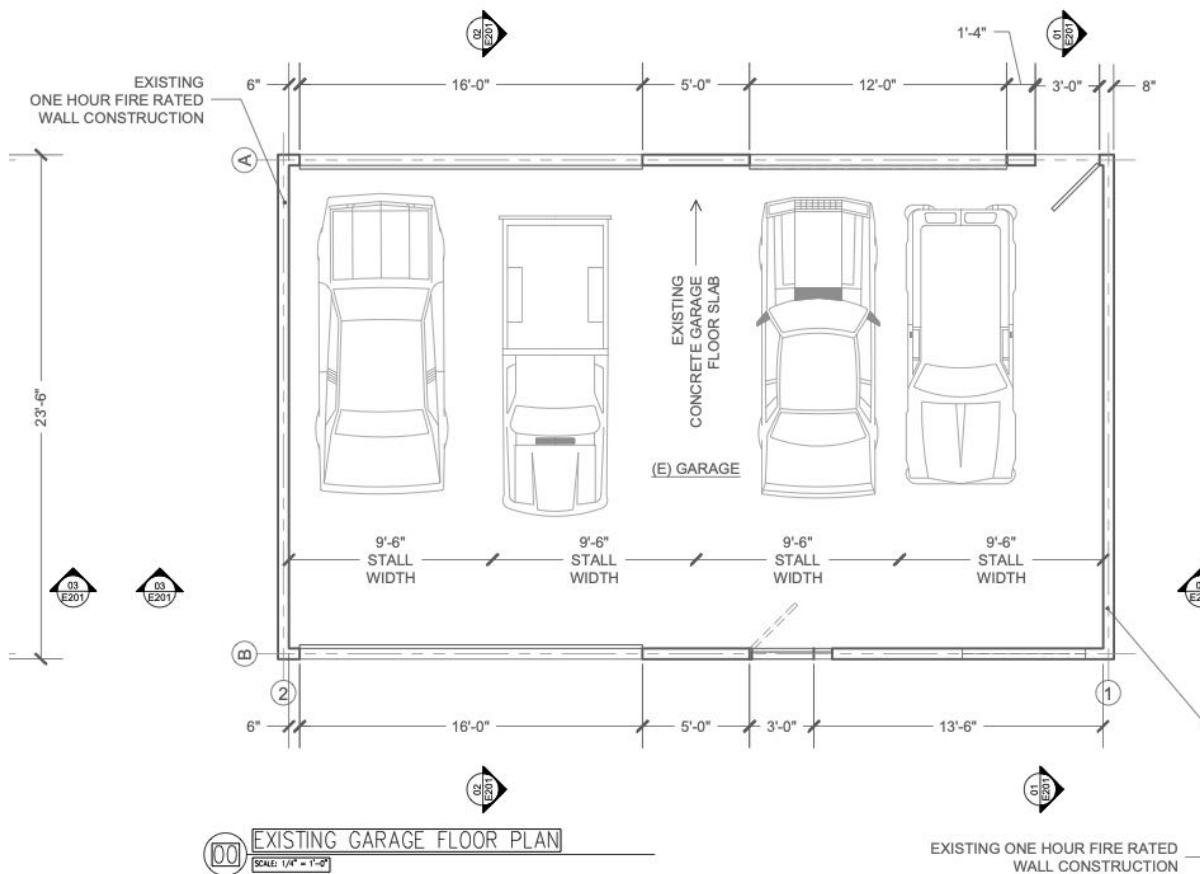 02
E201
01
E201
1'-4"
EXISTING
ONE HOUR FIRE RATED
WALL CONSTRUCTION
6"
16'-0"
5'-0"
12'-0"
3'-0"
8"
A
23'-6"
EXISTING
CONCRETE GARAGE
FLOOR SLAB
(E) GARAGE
9'-6"
STALL
WIDTH
9'-6"
STALL
WIDTH
9'-6"
STALL
WIDTH
9'-6"
STALL
WIDTH
03
E201
03
E201
B
2
1
6"
16'-0"
5'-0"
3'-0"
13'-6"
02
E201
01
E201
00
EXISTING GARAGE FLOOR PLAN
SCALE: 1/4" = 1'-0"
EXISTING ONE HOUR FIRE RATED
WALL CONSTRUCTION